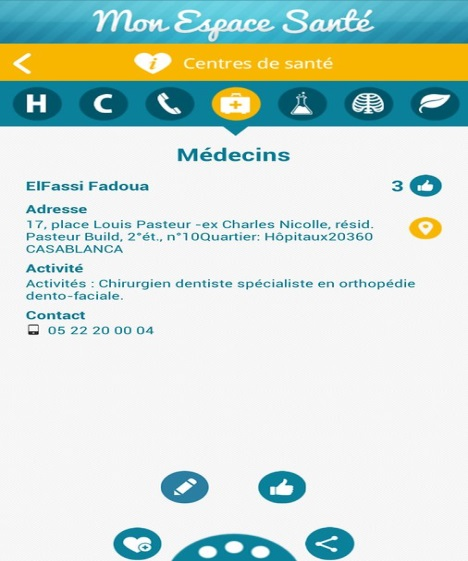 Mon Espace Santé
i Centres de santé
H C
Médecins
ElFassi Fadoua 3
Adresse
17, place Louis Pasteur -ex Charles Nicolle, résid.
Pasteur Build, 2°ét., n°10Quartier: Hôpitaux20360
CASABLANCA
Activité
Activités : Chirurgien dentiste spécialiste en orthopédie
dento-faciale.
Contact
05 22 20 00 04